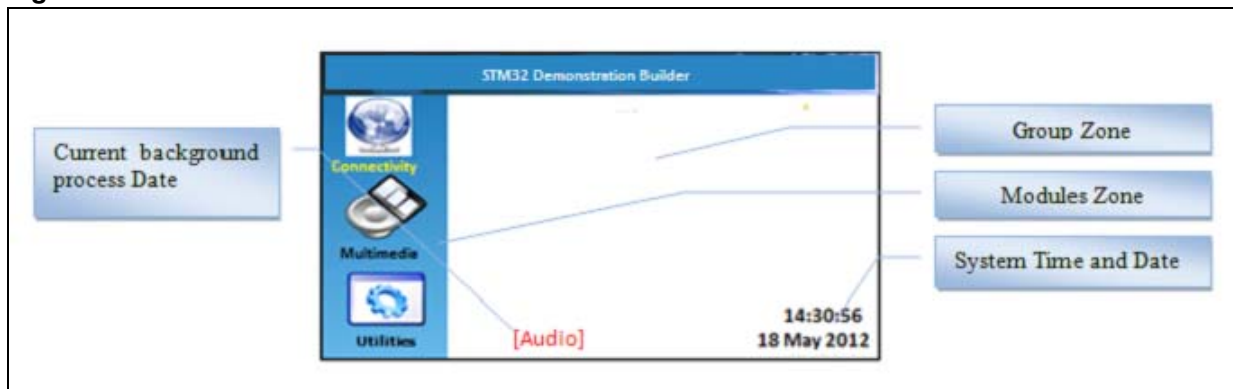 STM32 Demonstration Builder
Current background
process Date
Connectivity
Multimedia
Utilities
[Audio]
14:30:56
18 May 2012
Group Zone
Modules Zone
System Time and Date